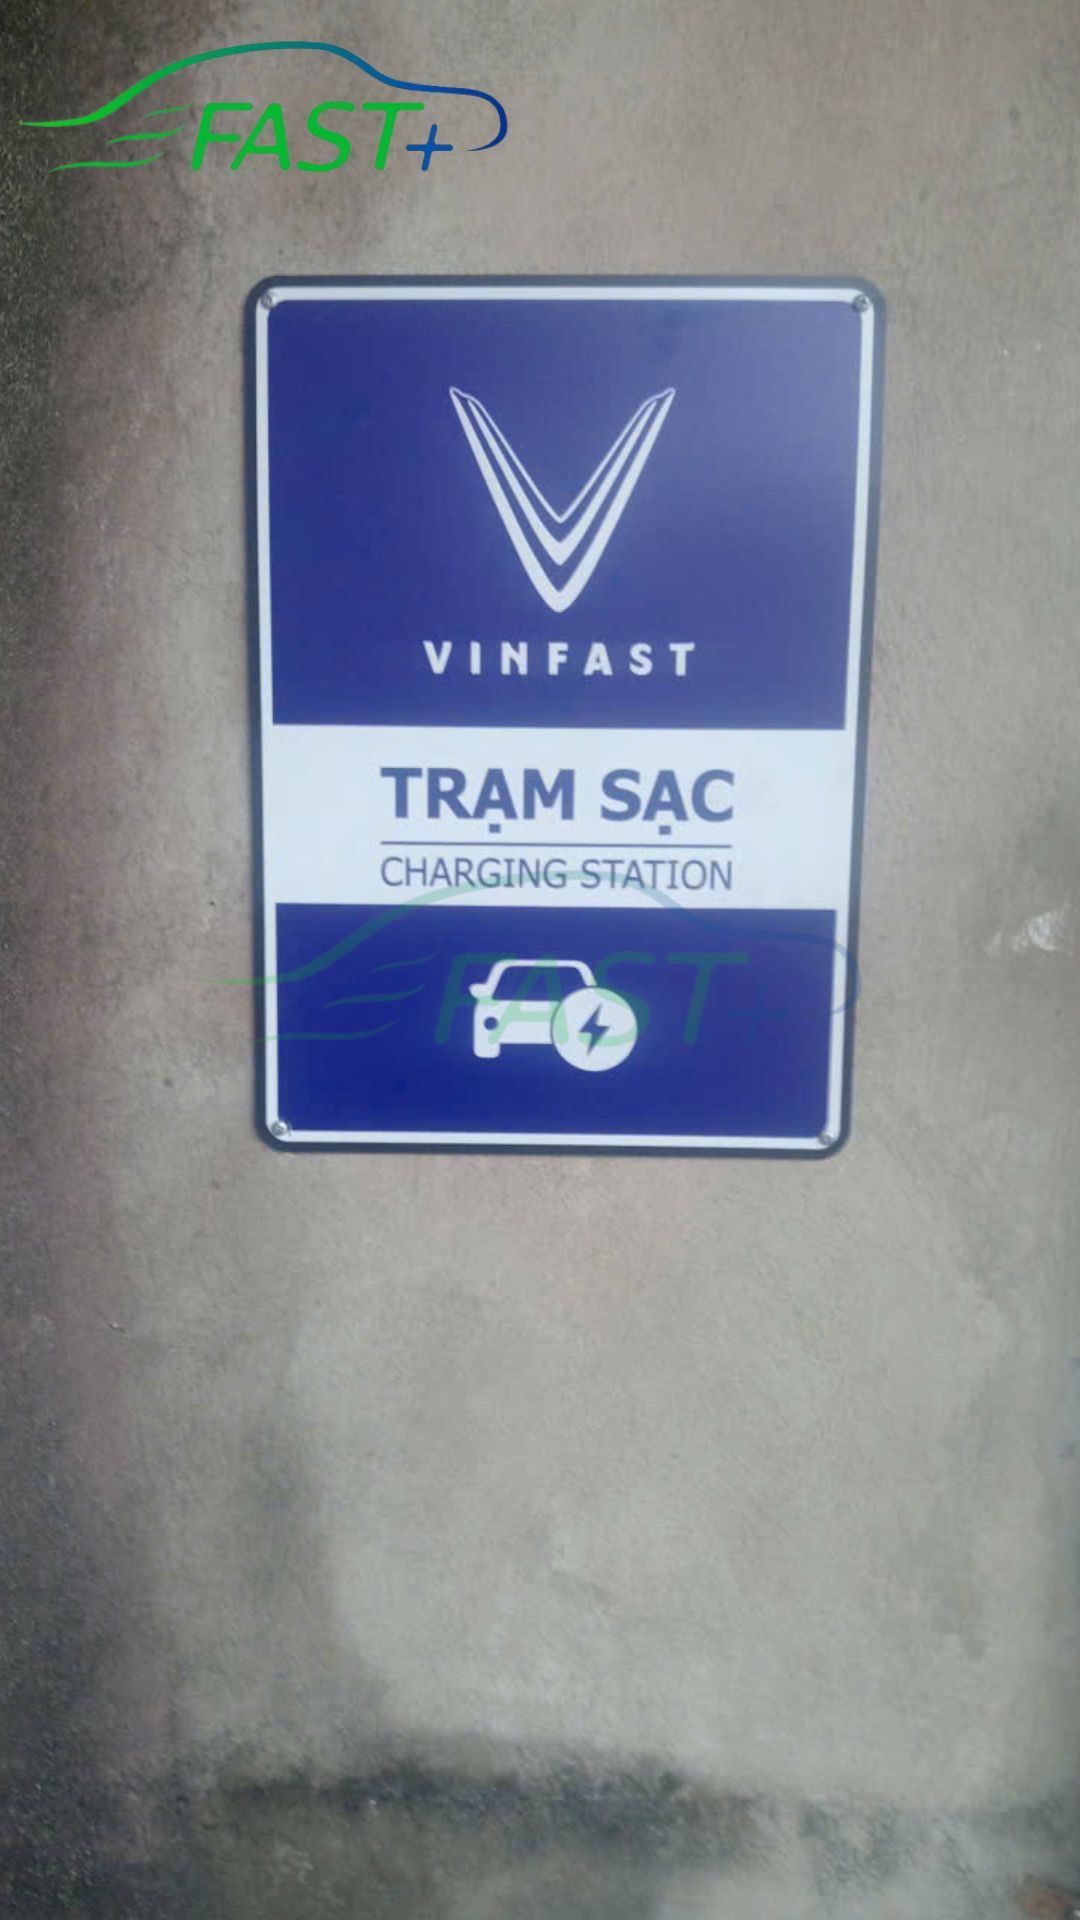 FAST+
VINFAST
TRẠM SẠC
CHARGING STATION
FAST+